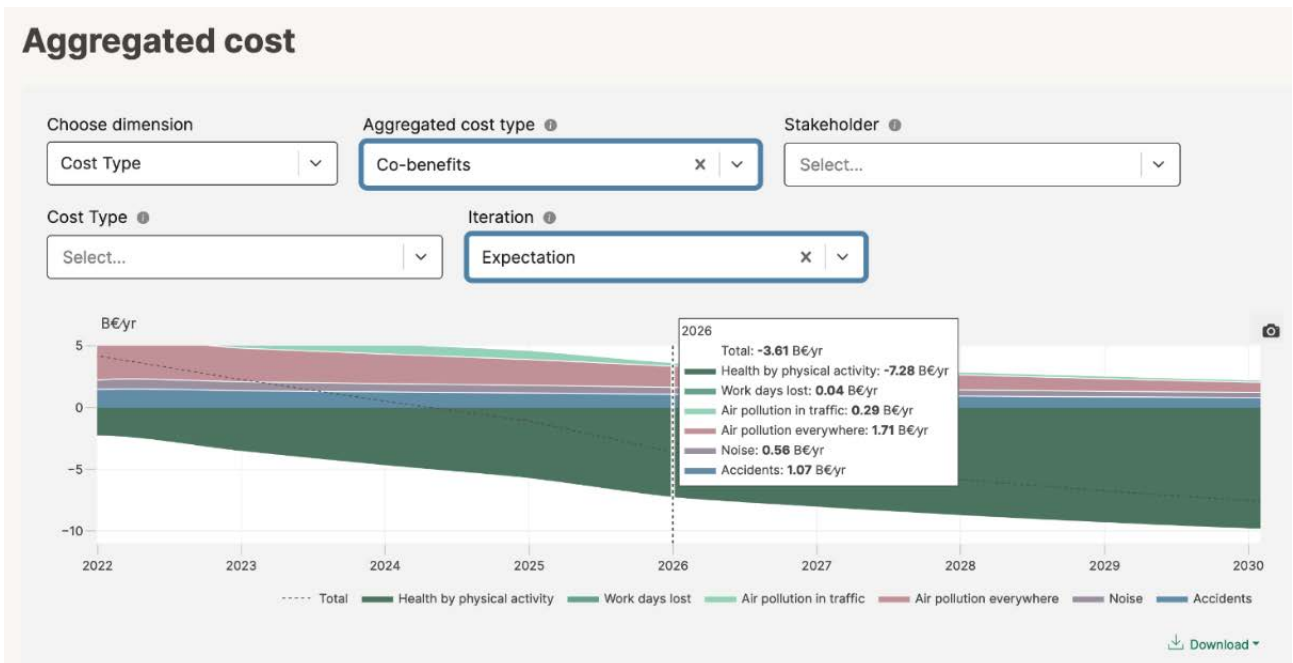 Aggregated cost
Choose dimension
Aggregated cost type
Stakeholder
Cost Type
Co-benefits
Select...
Cost Type
Iteration
Select...
Expectation
B€/yr
5
0
−5
−10
2026
Total: -3.61 B€/yr
Health by physical activity: -7.28 B€/yr
Work days lost: 0.04 B€/yr
Air pollution in traffic: 0.29 B€/yr
Air pollution everywhere: 1.71 B€/yr
Noise: 0.56 B€/yr
Accidents: 1.07 B€/yr
2022 2023 2024 2025 2026 2027 2028 2029 2030
Total Health by physical activity Work days lost Air pollution in traffic Air pollution everywhere Noise Accidents
Download